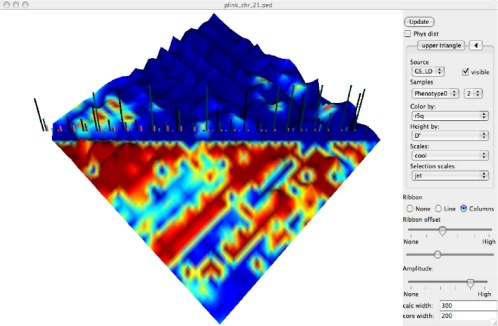 plink_chr_21.ped
Update
Phys dist
upper triangle
Source
GS_LD
visible
Samples
Phenotype0
2
Color by:
rSq
Height by:
D'
Scales:
cool
Selection scales:
jet
Ribbon
None Line Columns
Ribbon offset
None High
Amplitude:
None High
calc width: 300
core width: 200